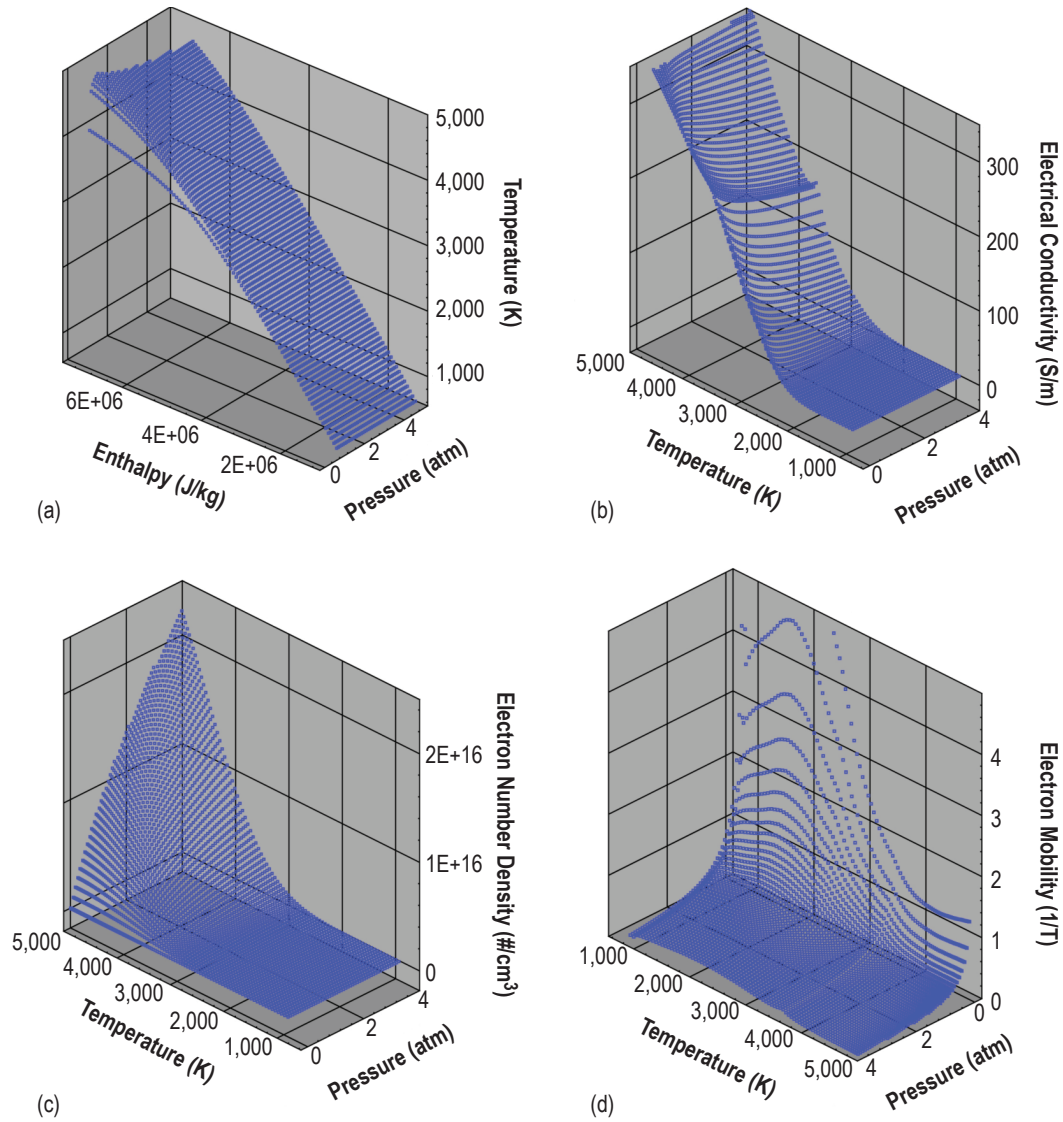 5,000
4,000
3,000
2,000
1,000
Temperature (K)
6E+06
4E+06
2E+06
Enthalpy (J/kg)
0
2
4
Pressure (atm)
(a)
300
200
100
0
Electrical Conductivity (S/m)
5,000
4,000
3,000
2,000
1,000
Temperature (K)
0
2
4
Pressure (atm)
(b)
2E+16
1E+16
0
Electron Number Density (#/cm³)
5,000
4,000
3,000
2,000
1,000
Temperature (K)
0
2
4
Pressure (atm)
(c)
4
3
2
1
0
Electron Mobility (1/T)
1,000
2,000
3,000
4,000
5,000
Temperature (K)
4
2
0
Pressure (atm)
(d)